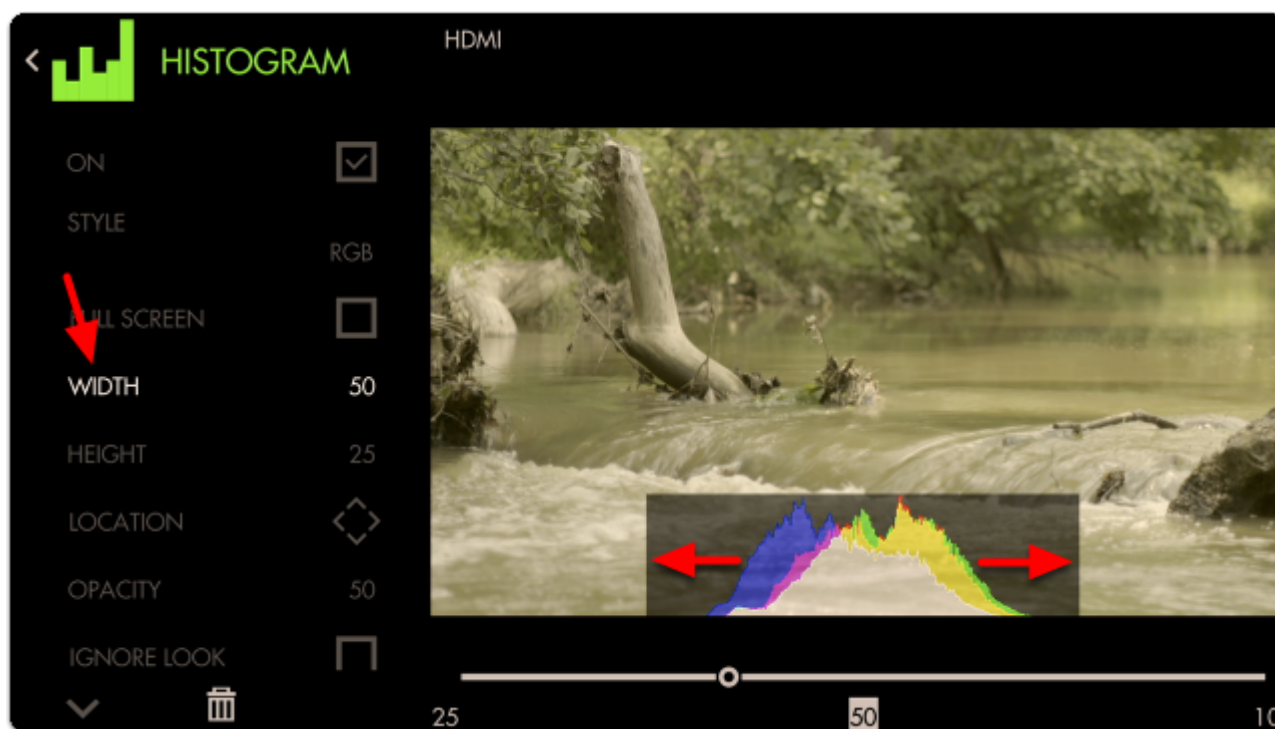 HISTOGRAM
HDMI
ON
STYLE
RGB
FULL SCREEN
WIDTH 50
HEIGHT 25
LOCATION
OPACITY 50
IGNORE LOOK
25 50